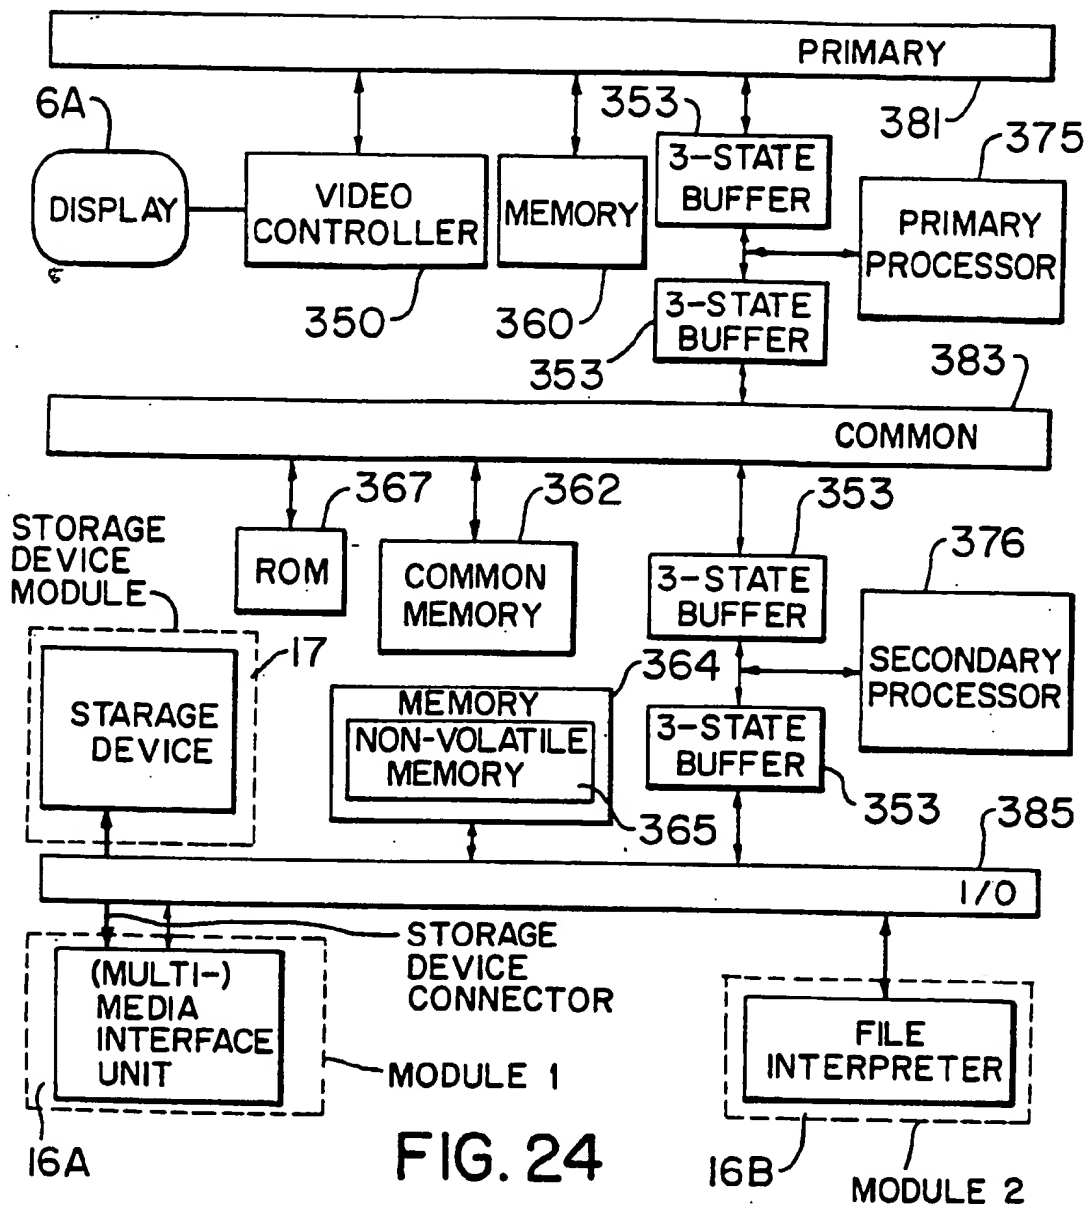 PRIMARY
381
6A
353
375
DISPLAY
VIDEO
CONTROLLER
MEMORY
3-STATE
BUFFER
PRIMARY
PROCESSOR
350
360
3-STATE
BUFFER
353
383
COMMON
367
362
353
376
STORAGE
DEVICE
MODULE
ROM
COMMON
MEMORY
3-STATE
BUFFER
SECONDARY
PROCESSOR
17
364
STARAGE
DEVICE
MEMORY
NON-VOLATILE
MEMORY
365
3-STATE
BUFFER
353
385
I/O
STORAGE
DEVICE
CONNECTOR
(MULTI-)
MEDIA
INTERFACE
UNIT
MODULE 1
16A
FILE
INTERPRETER
16B
MODULE 2
FIG. 24